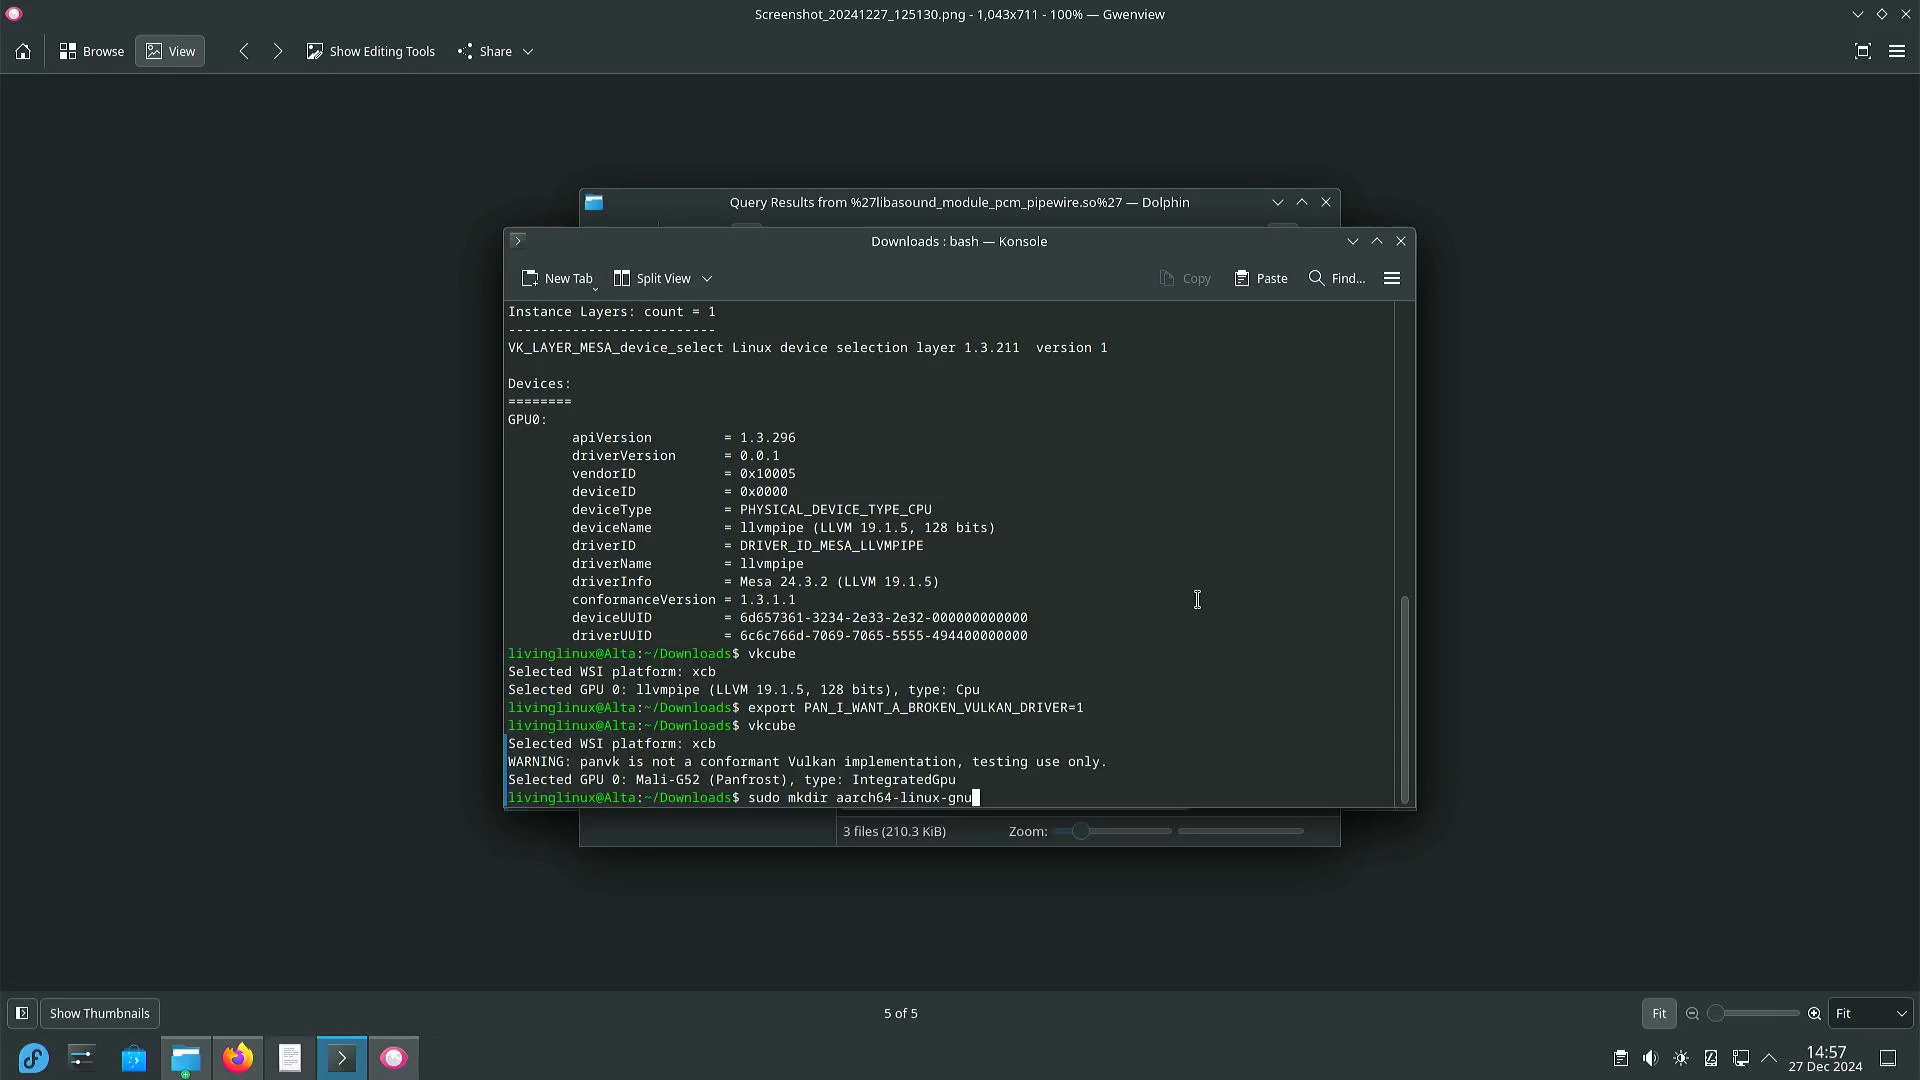 Screenshot_20241227_125130.png - 1,043x711 - 100% — Gwenview
Browse
View
Show Editing Tools
Share
Query Results from %27libasound_module_pcm_pipewire.so%27 — Dolphin
Downloads : bash — Konsole
New Tab
Split View
Copy
Paste
Find...
Instance Layers: count = 1
--------------------------
VK_LAYER_MESA_device_select Linux device selection layer 1.3.211  version 1
Devices:
========
GPU0:
apiVersion         = 1.3.296
driverVersion      = 0.0.1
vendorID           = 0x10005
deviceID           = 0x0000
deviceType         = PHYSICAL_DEVICE_TYPE_CPU
deviceName         = llvmpipe (LLVM 19.1.5, 128 bits)
driverID           = DRIVER_ID_MESA_LLVMPIPE
driverName         = llvmpipe
driverInfo         = Mesa 24.3.2 (LLVM 19.1.5)
conformanceVersion = 1.3.1.1
deviceUUID         = 6d657361-3234-2e33-2e32-000000000000
driverUUID         = 6c6c766d-7069-7065-5555-494400000000
livinglinux@Alta:~/Downloads$ vkcube
Selected WSI platform: xcb
Selected GPU 0: llvmpipe (LLVM 19.1.5, 128 bits), type: Cpu
livinglinux@Alta:~/Downloads$ export PAN_I_WANT_A_BROKEN_VULKAN_DRIVER=1
livinglinux@Alta:~/Downloads$ vkcube
Selected WSI platform: xcb
WARNING: panvk is not a conformant Vulkan implementation, testing use only.
Selected GPU 0: Mali-G52 (Panfrost), type: IntegratedGpu
livinglinux@Alta:~/Downloads$ sudo mkdir aarch64-linux-gnu
3 files (210.3 KiB)
Zoom:
Show Thumbnails
5 of 5
Fit
Fit
14:57
27 Dec 2024